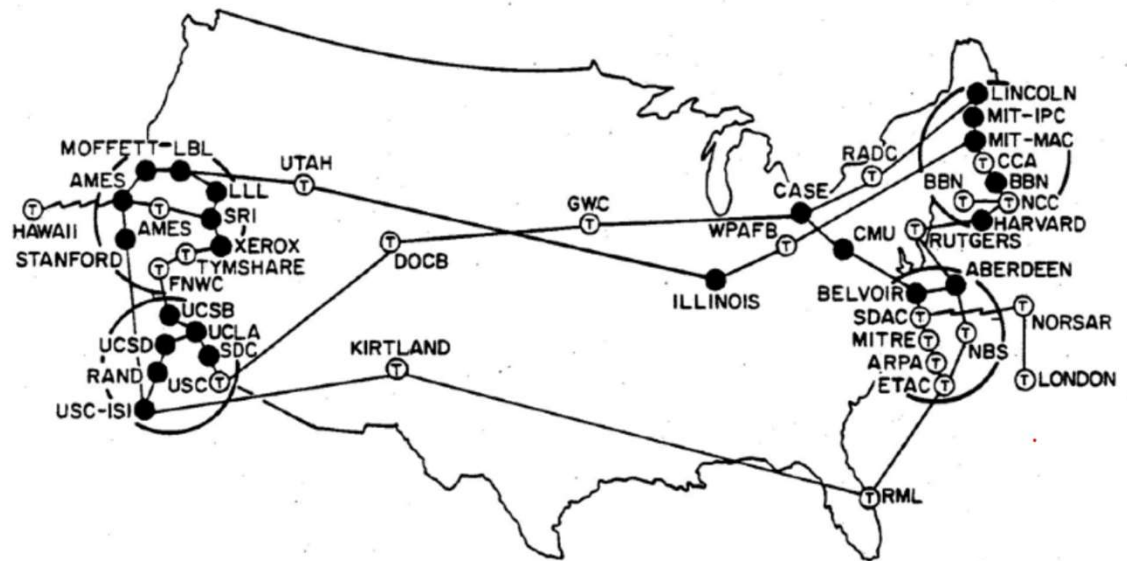 LINCOLN
MIT-IPC
MIT-MAC
MOFFETT
LBL
UTAH
RADC
T
CCA
T
AMES
LLL
CASE
BBN
BBN
T
T
T
T
NCC
HAWAII
AMES
SRI
GWC
T
WPAFB
T
HARVARD
T
RUTGERS
STANFORD
XEROX
T
TYMSHARE
T
DOCB
CMU
T
FNWC
ILLINOIS
ABERDEEN
BELVOIR
UCSB
SDAC
T
T
NORSAR
UCSD
UCLA
MITRE
T
T
NBS
SDC
KIRTLAND
T
ARPA
T
RAND
USC
T
ETAC
T
T
LONDON
USC-ISI
T
RML